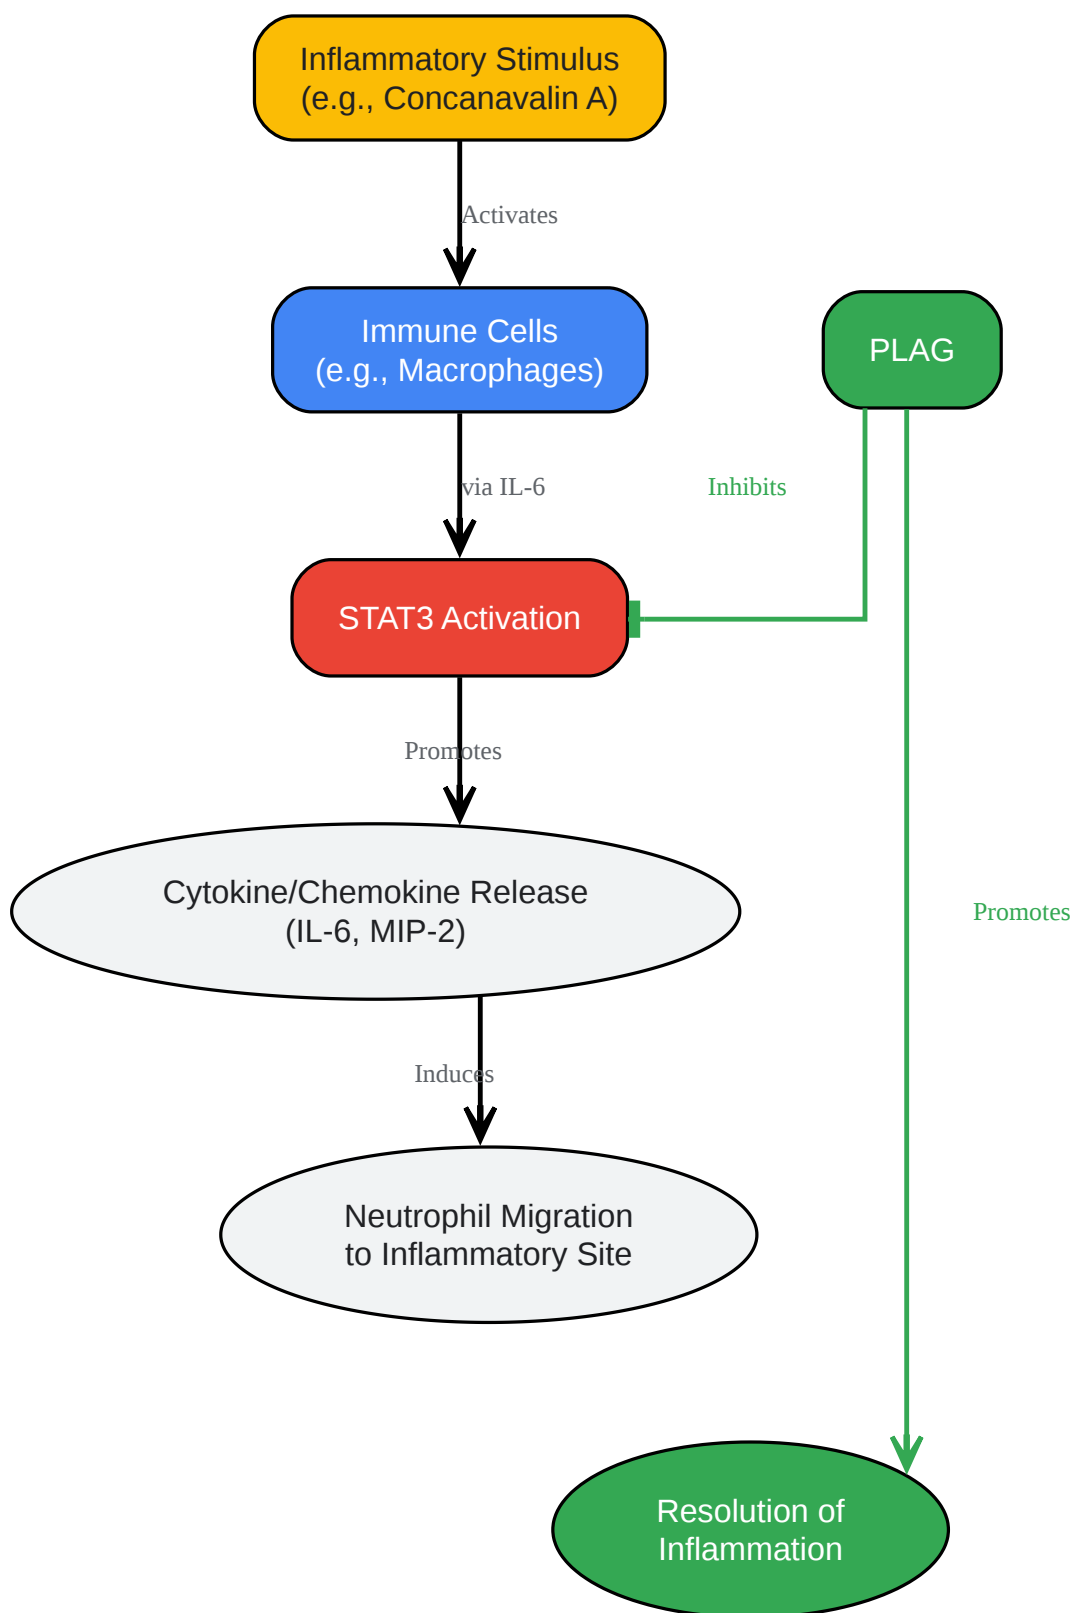 Inflammatory Stimulus
(e.g., Concanavalin A)
Activates
Immune Cells
(e.g., Macrophages)
PLAG
via IL-6
Inhibits
STAT3 Activation
Promotes
Cytokine/Chemokine Release
(IL-6, MIP-2)
Promotes
Induces
Neutrophil Migration
to Inflammatory Site
Resolution of
Inflammation